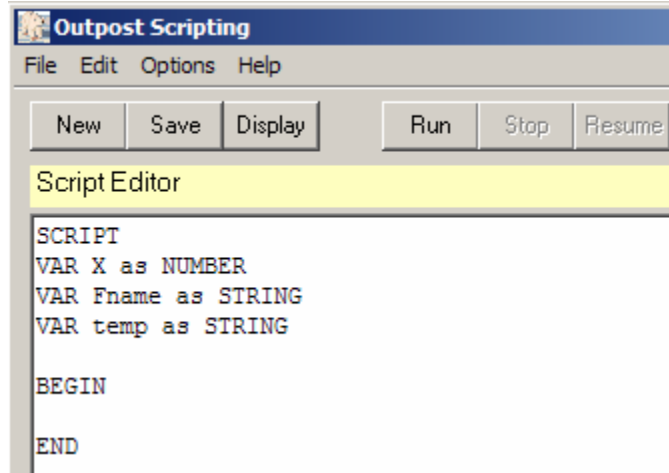 Outpost Scripting
File Edit Options Help
New Save Display Run Stop Resume
Script Editor
SCRIPT
VAR X as NUMBER
VAR Fname as STRING
VAR temp as STRING
BEGIN
END